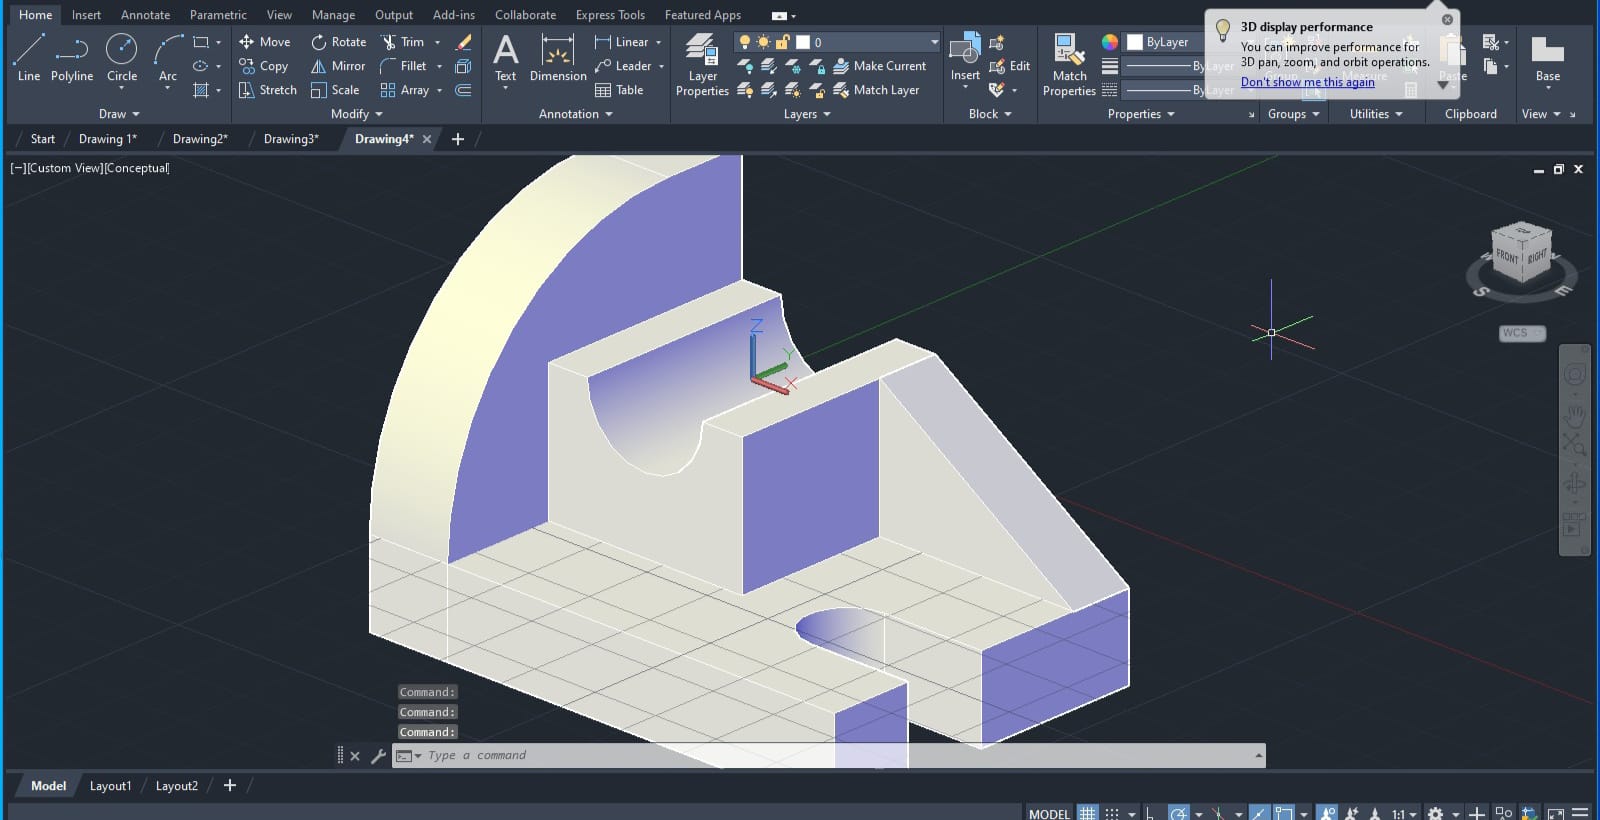 Home Insert Annotate Parametric View Manage Output Add-ins Collaborate Express Tools Featured Apps
3D display performance
You can improve performance for
3D pan, zoom, and orbit operations.
Don't show me this again
Line Polyline Circle Arc
Move Rotate Trim
Copy Mirror Fillet
Stretch Scale Array
Text Dimension
Linear
Leader
Table
Layer
Properties
0
Make Current
Match Layer
Insert
Edit
Match
Properties
ByLayer
Group
Measure
Paste
Base
Draw Modify Annotation Layers Block Properties Groups Utilities Clipboard View
Start Drawing 1* Drawing2* Drawing3* Drawing4*
[−][Custom View][Conceptual]
TOP
FRONT RIGHT
S E
WCS
Z
Y
X
Command:
Command:
Command:
Type a command
Model Layout1 Layout2
MODEL 1:1